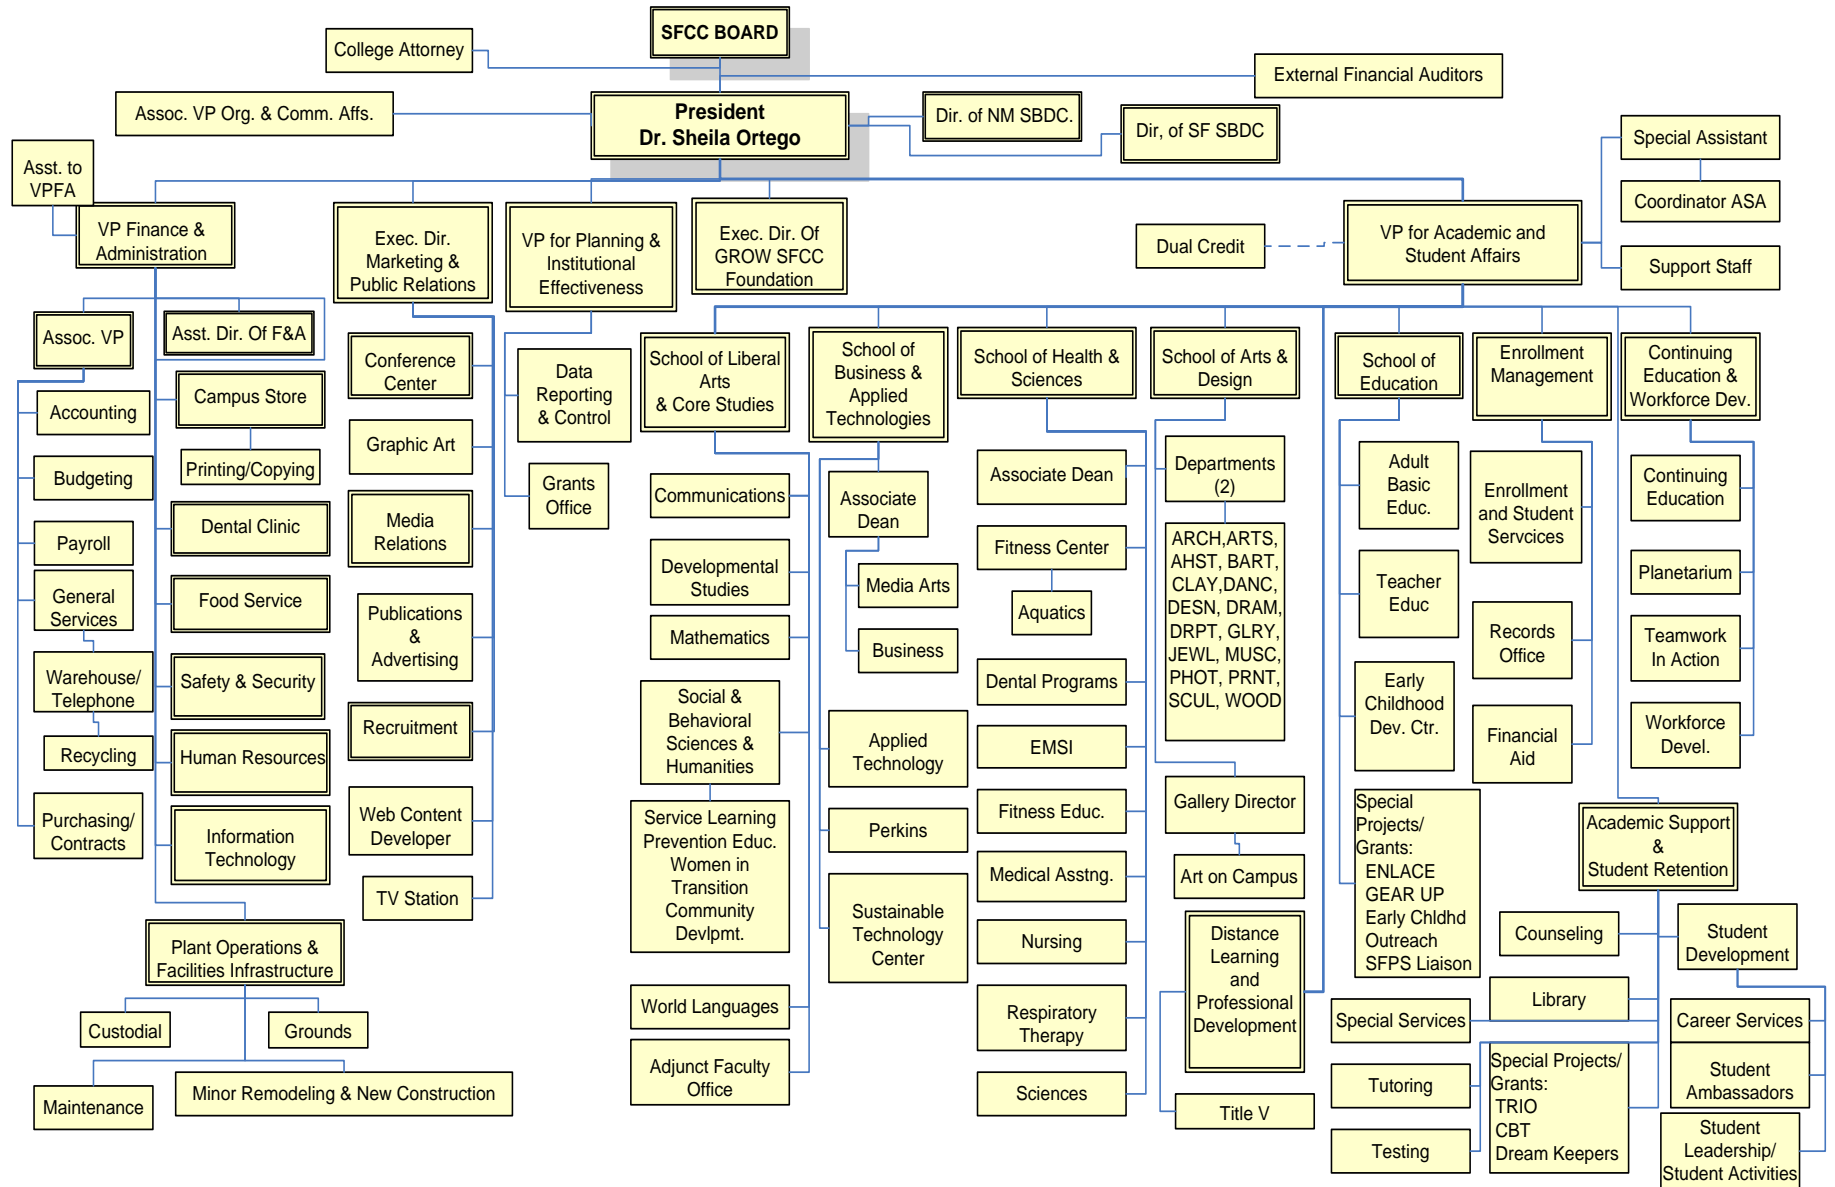 SFCC BOARD
College Attorney
External Financial Auditors
Assoc. VP Org. & Comm. Affs.
President
Dr. Sheila Ortego
Dir. of NM SBDC.
Dir, of SF SBDC
Special Assistant
Coordinator ASA
Support Staff
Asst. to
VPFA
VP Finance &
Administration
Exec. Dir.
Marketing &
Public Relations
VP for Planning &
Institutional
Effectiveness
Exec. Dir. Of
GROW SFCC
Foundation
Dual Credit
VP for Academic and
Student Affairs
Assoc. VP
Asst. Dir. Of F&A
Accounting
Budgeting
Payroll
General
Services
Warehouse/
Telephone
Recycling
Purchasing/
Contracts
Campus Store
Printing/Copying
Dental Clinic
Food Service
Safety & Security
Human Resources
Information
Technology
Plant Operations &
Facilities Infrastructure
Custodial
Grounds
Maintenance
Minor Remodeling & New Construction
Conference
Center
Graphic Art
Media
Relations
Publications
&
Advertising
Recruitment
Web Content
Developer
TV Station
Data
Reporting
& Control
Grants
Office
School of Liberal
Arts
& Core Studies
Communications
Developmental
Studies
Mathematics
Social &
Behavioral
Sciences &
Humanities
Service Learning
Prevention Educ.
Women in
Transition
Community
Devlpmt.
World Languages
Adjunct Faculty
Office
School of
Business &
Applied
Technologies
Associate
Dean
Media Arts
Business
Applied
Technology
Perkins
Sustainable
Technology
Center
School of Health &
Sciences
Associate Dean
Fitness Center
Aquatics
Dental Programs
EMSI
Fitness Educ.
Medical Asstng.
Nursing
Respiratory
Therapy
Sciences
School of Arts &
Design
Departments
(2)
ARCH,ARTS,
AHST, BART,
CLAY,DANC,
DESN, DRAM,
DRPT, GLRY,
JEWL, MUSC,
PHOT, PRNT,
SCUL, WOOD
Gallery Director
Art on Campus
Distance
Learning
and
Professional
Development
Title V
School of
Education
Adult
Basic
Educ.
Teacher
Educ
Early
Childhood
Dev. Ctr.
Special
Projects/
Grants:
ENLACE
GEAR UP
Early Chldhd
Outreach
SFPS Liaison
Enrollment
Management
Enrollment
and Student
Servcices
Records
Office
Financial
Aid
Continuing
Education &
Workforce Dev.
Continuing
Education
Planetarium
Teamwork
In Action
Workforce
Devel.
Academic Support
&
Student Retention
Counseling
Student
Development
Library
Special Services
Career Services
Tutoring
Special Projects/
Grants:
TRIO
CBT
Dream Keepers
Student
Ambassadors
Testing
Student
Leadership/
Student Activities